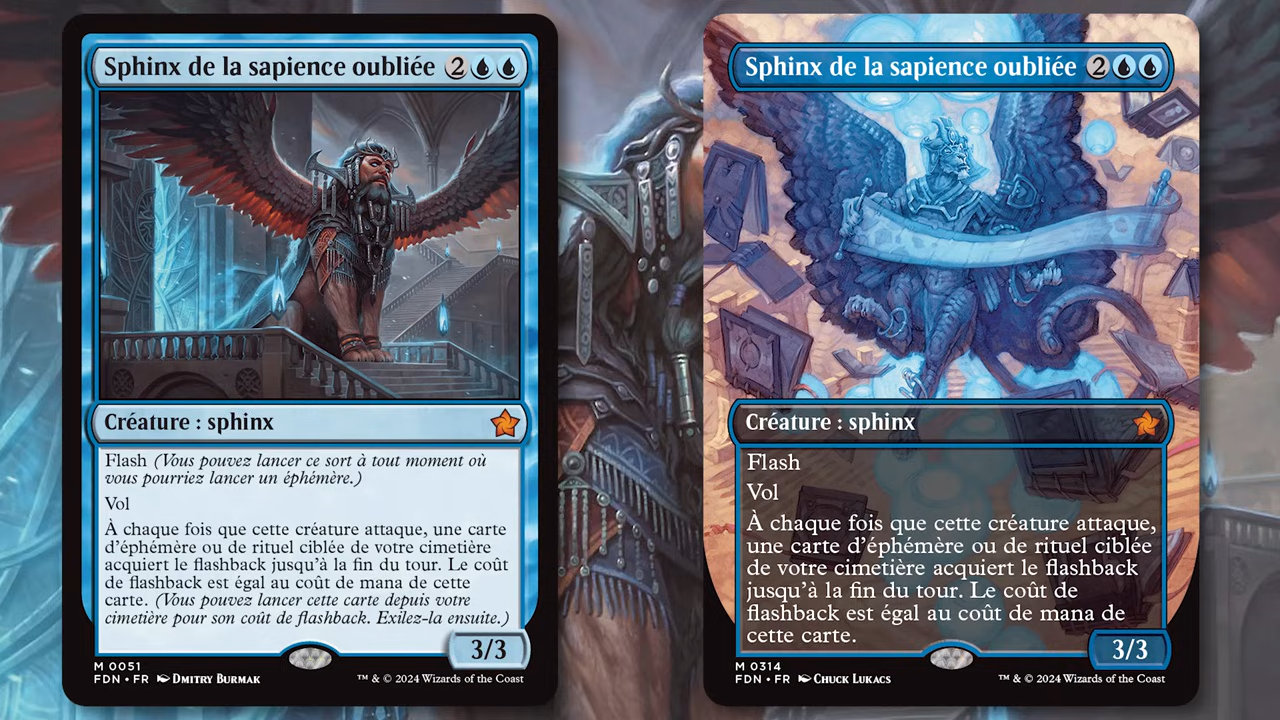 Sphinx de la sapience oubliée 2
Créature : sphinx
Flash (Vous pouvez lancer ce sort à tout moment où
vous pourriez lancer un éphémère.)
Vol
À chaque fois que cette créature attaque, une carte
d'éphémère ou de rituel ciblée de votre cimetière
acquiert le flashback jusqu'à la fin du tour. Le coût
de flashback est égal au coût de mana de cette
carte. (Vous pouvez lancer cette carte depuis votre
cimetière pour son coût de flashback. Exilez-la ensuite.)
3/3
M 0051
FDN • FR Dmitry Burmak
™ & © 2024 Wizards of the Coast
Sphinx de la sapience oubliée 2
Créature : sphinx
Flash
Vol
À chaque fois que cette créature attaque,
une carte d'éphémère ou de rituel ciblée
de votre cimetière acquiert le flashback
jusqu'à la fin du tour. Le coût de
flashback est égal au coût de mana de
cette carte.
3/3
M 0314
FDN • FR Chuck Lukacs
™ & © 2024 Wizards of the Coast